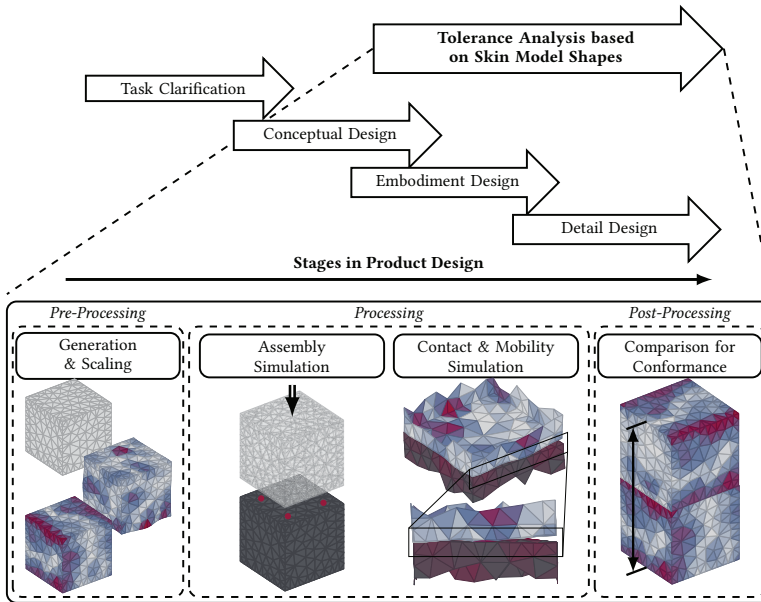 Tolerance Analysis based
on Skin Model Shapes
Task Clarification
Conceptual Design
Embodiment Design
Detail Design
Stages in Product Design
Pre-Processing
Processing
Post-Processing
Generation
& Scaling
Assembly
Simulation
Contact & Mobility
Simulation
Comparison for
Conformance